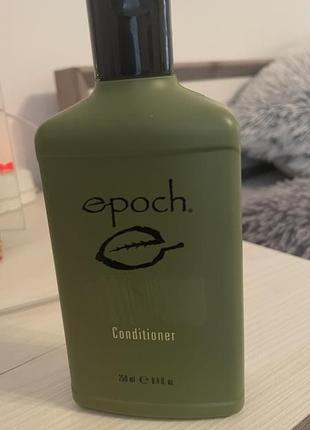 epoch®
Conditioner
250 ml ℮ 8.4 fl. oz.